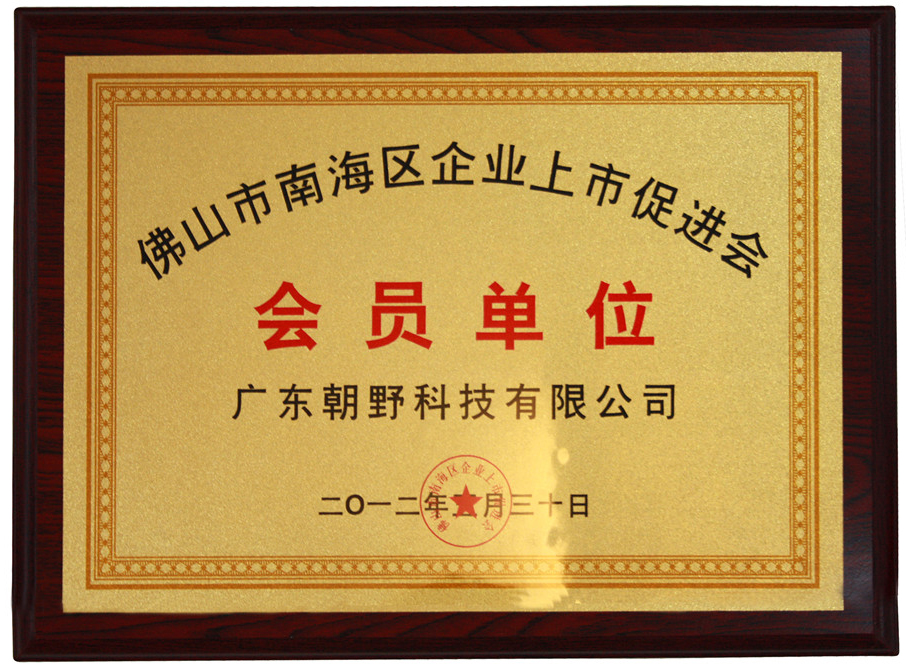 佛山市南海区企业上市促进会
会员单位
广东朝野科技有限公司
二〇一二年 月三十日